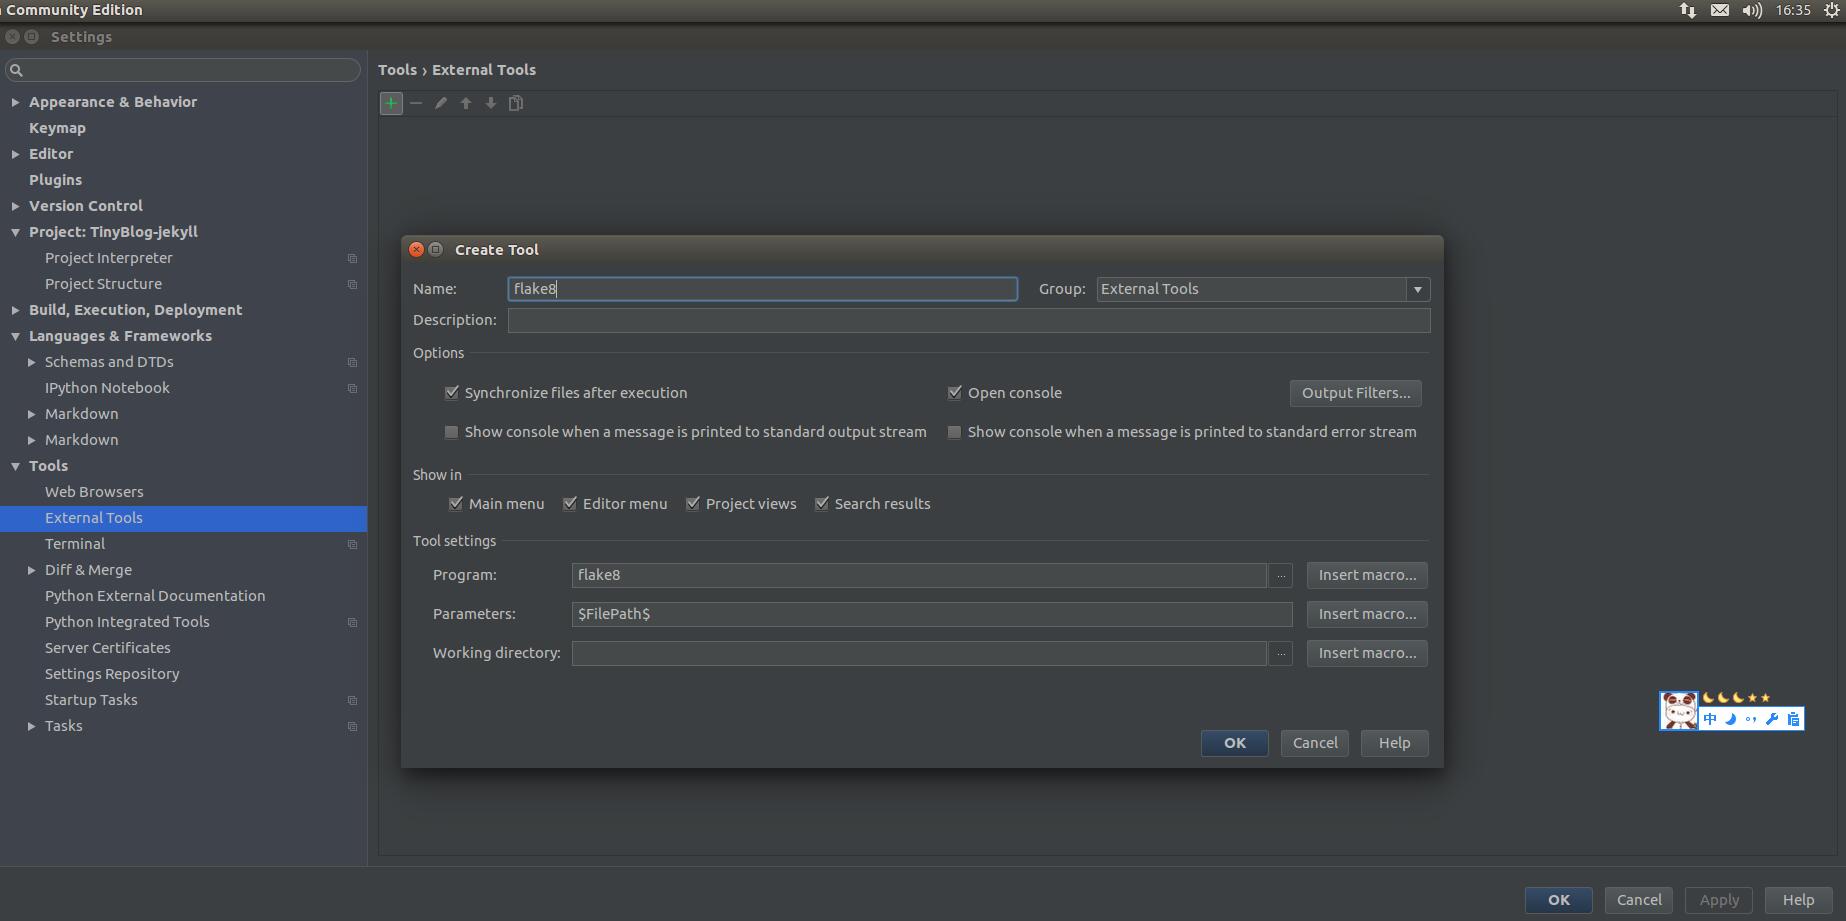 Community Edition
16:35
Settings
Appearance & Behavior
Keymap
Editor
Plugins
Version Control
Project: TinyBlog-jekyll
Project Interpreter
Project Structure
Build, Execution, Deployment
Languages & Frameworks
Schemas and DTDs
IPython Notebook
Markdown
Markdown
Tools
Web Browsers
External Tools
Terminal
Diff & Merge
Python External Documentation
Python Integrated Tools
Server Certificates
Settings Repository
Startup Tasks
Tasks
Tools › External Tools
Create Tool
Name: flake8 Group: External Tools
Description:
Options
Synchronize files after execution Open console Output Filters...
Show console when a message is printed to standard output stream Show console when a message is printed to standard error stream
Show in
Main menu Editor menu Project views Search results
Tool settings
Program: flake8 ... Insert macro...
Parameters: $FilePath$ Insert macro...
Working directory: ... Insert macro...
OK Cancel Help
中
OK Cancel Apply Help